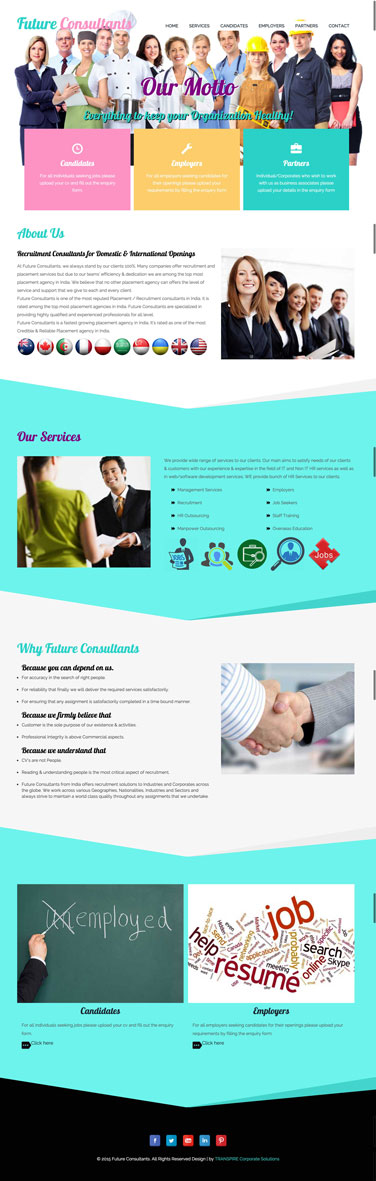 Future Consultants
HOME SERVICES CANDIDATES EMPLOYERS PARTNERS CONTACT
Our Motto
Everything to keep your Organization Healthy!
Candidates
For all individuals seeking jobs please
upload your cv and fill out the enquiry
form
Employers
For all employers seeking candidates for
their openings please upload your
requirements by filling the enquiry form
Partners
Individuals/Corporates who wish to work
with us as business associates please
upload your details in the enquiry form
About Us
Recruitment Consultants for Domestic & International Openings
At Future Consultants, we always stand by our clients 100%. Many companies offer recruitment and
placement services but due to our teams' efficiency & dedication we are among the top most
placement agency in India. We believe that no other placement agency can offers the level of
service and support that we give to each and every client.
Future Consultants is one of the most reputed Placement / Recruitment consultants in India. It is
rated among the top most placement agencies in India. Future Consultants are specialized in
providing highly qualified and experienced professionals for all level.
Future Consultants is a fastest growing placement agency in India. It's rated as one of the most
Credible & Reliable Placement agency in India.
Our Services
We provide wide range of services to our clients. Our main aims to satisfy needs of our clients
& customers with our experience & expertise in the field of IT and Non IT HR services as well as
in web/software development services. WE provide bunch of HR Services to our clients.
Management Services
Employers
Recruitment
Job Seekers
HR Outsourcing
Staff Training
Manpower Outsourcing
Overseas Education
JOBS
Jobs
Why Future Consultants
Because you can depend on us.
For accuracy in the search of right people.
For reliability that finally we will deliver the required services satisfactorily.
For ensuring that any assignment is satisfactorily completed in a time bound manner
Because we firmly believe that
Customer is the sole purpose of our existence & activities.
Professional Integrity is above Commercial aspects.
Because we understand that
CV's are not People.
Reading & understanding people is the most critical aspect of recruitment.
Future Consultants from India offers recruitment solutions to Industries and Corporates across
the globe. We work across various Geographies, Nationalities, Industries and Sectors and
always strive to maintain a world class quality throughout any assignments that we undertake.
unemployed
job
help
résumé
search
Skype
online
probably
applications
meeting
send
networking
face-to-face
specific
Candidates
For all individuals seeking jobs please upload your cv and fill out the enquiry
form
Click here
Employers
For all employers seeking candidates for their openings please upload your
requirements by filling the enquiry form
Click here
© 2015 Future Consultants. All Rights Reserved Design | by TRANSPIRE Corporate Solutions